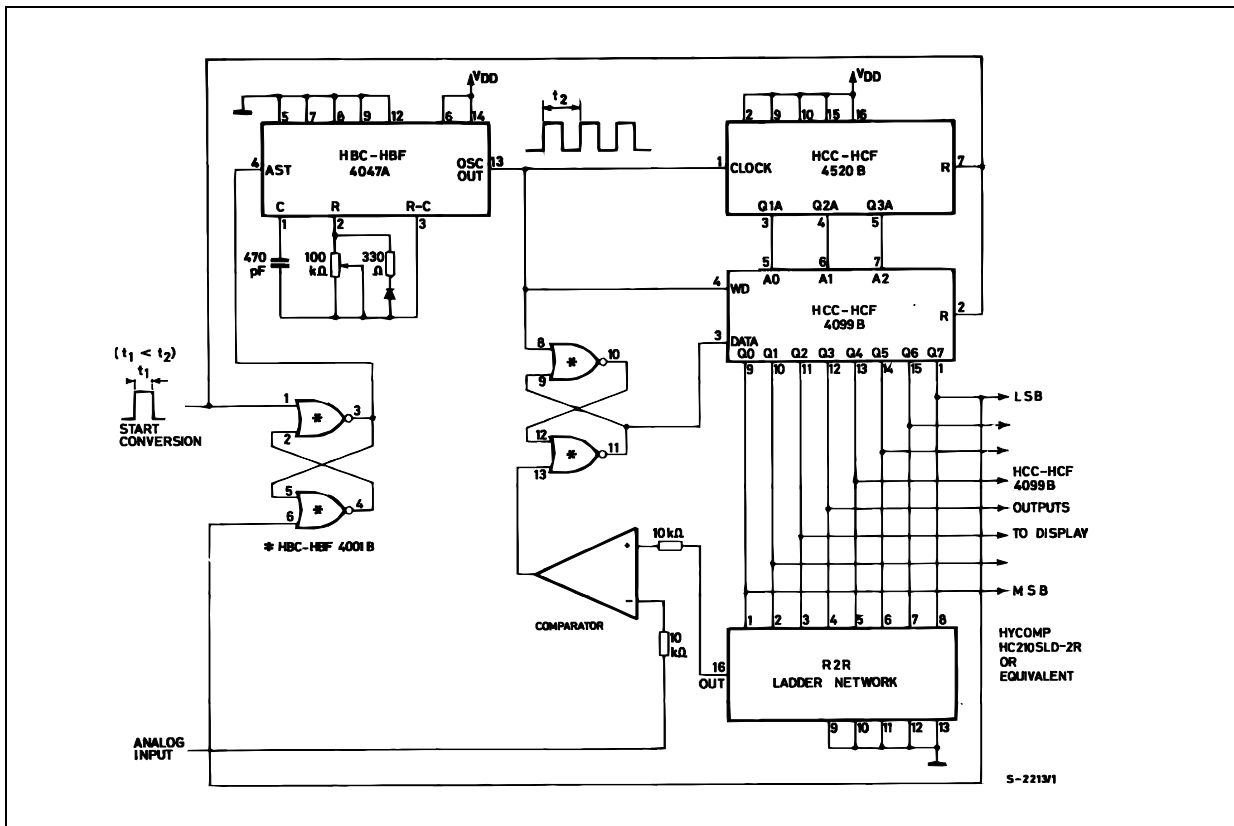 VDD
5 7 8 9 12 6 14
HBC-HBF
4047A
4 AST
OSC
OUT 13
C R R-C
1 2 3
470
pF
100
kΩ
330
Ω
t2
VDD
2 9 10 15 16
HCC-HCF
4520B
1 CLOCK
R 7
Q1A Q2A Q3A
3 4 5
5 6 7
A0 A1 A2
4 WD
HCC-HCF
4099B
R 2
3 DATA
Q0 Q1 Q2 Q3 Q4 Q5 Q6 Q7
9 10 11 12 13 14 15 1
(t1 < t2)
t1
START
CONVERSION
1
2
* 3
5
6
* 4
* HBC-HBF 4001B
8
9
* 10
12
13
* 11
LSB
HCC-HCF
4099B
OUTPUTS
TO DISPLAY
MSB
+ 10kΩ
−
COMPARATOR
10
kΩ
1 2 3 4 5 6 7 8
16
OUT
R2R
LADDER NETWORK
9 10 11 12 13
HYCOMP
HC210SLD-2R
OR
EQUIVALENT
ANALOG
INPUT
S-2213/1